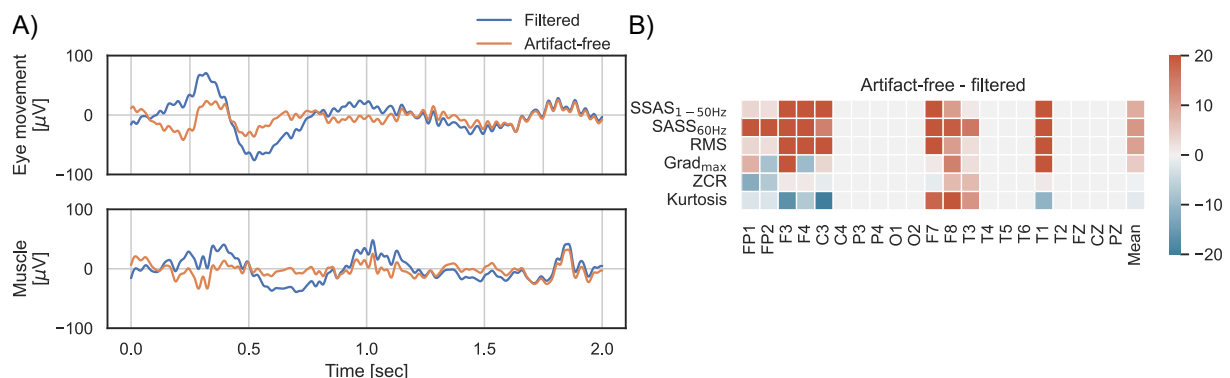 A)
Filtered
Artifact-free
Eye movement
[µV]
100
0
−100
Muscle
[µV]
100
0
−100
0.0 0.5 1.0 1.5 2.0
Time [sec]
B)
Artifact-free - filtered
SSAS1−50Hz
SASS60Hz
RMS
Gradmax
ZCR
Kurtosis
FP1 FP2 F3 F4 C3 C4 P3 P4 O1 O2 F7 F8 T3 T4 T5 T6 T1 T2 FZ CZ PZ Mean
20
10
0
−10
−20